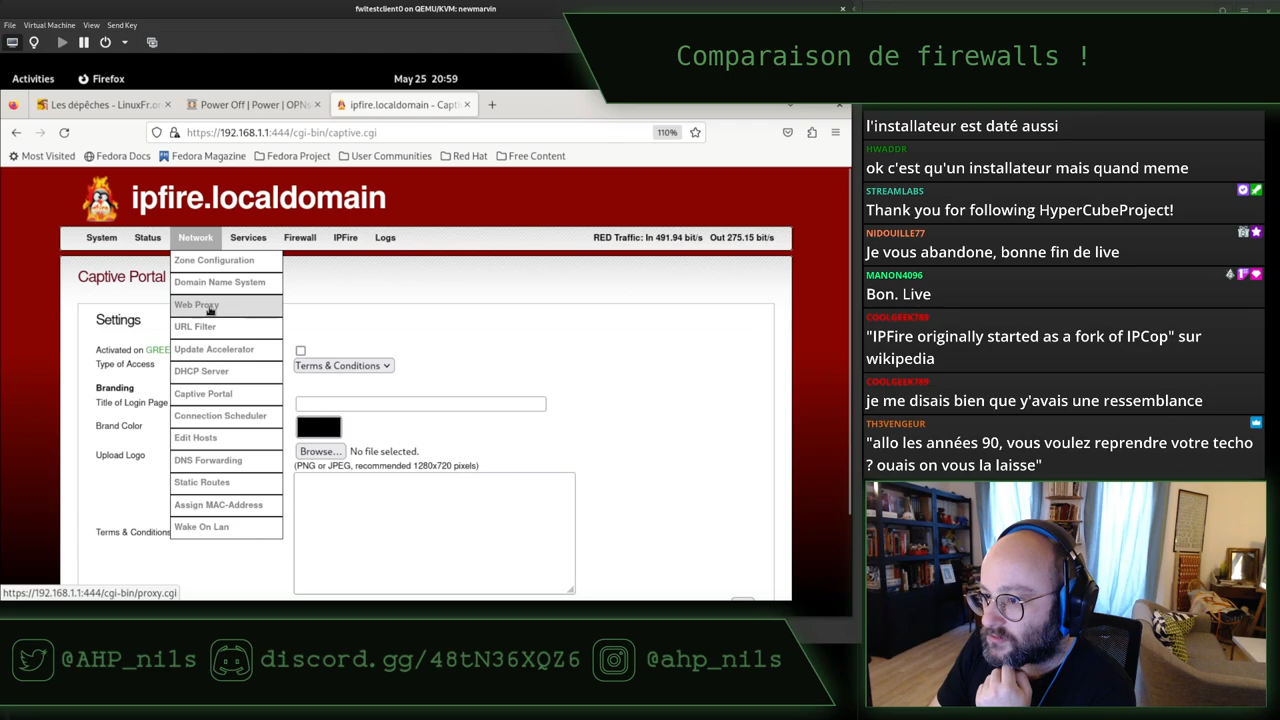 fwltestclient0 on QEMU/KVM: newmarvin
File Virtual Machine View Send Key
Activities Firefox May 25 20:59
Les dépêches - LinuxFr.or Power Off | Power | OPNs ipfire.localdomain - Capti
https://192.168.1.1:444/cgi-bin/captive.cgi 110%
Most Visited Fedora Docs Fedora Magazine Fedora Project User Communities Red Hat Free Content
ipfire.localdomain
System Status Network Services Firewall IPFire Logs RED Traffic: In 491.94 bit/s Out 275.15 bit/s
Captive Portal
Zone Configuration
Domain Name System
Web Proxy
URL Filter
Update Accelerator
DHCP Server
Captive Portal
Connection Scheduler
Edit Hosts
DNS Forwarding
Static Routes
Assign MAC-Address
Wake On Lan
Settings
Activated on GREE
Type of Access Terms & Conditions
Branding
Title of Login Page
Brand Color
Upload Logo Browse... No file selected.
(PNG or JPEG, recommended 1280x720 pixels)
Terms & Conditions
https://192.168.1.1:444/cgi-bin/proxy.cgi
Comparaison de firewalls !
l'installateur est daté aussi
HWADDR
ok c'est qu'un installateur mais quand meme
STREAMLABS
Thank you for following HyperCubeProject!
NIDOUILLE77
Je vous abandone, bonne fin de live
MANON4096
Bon. Live
COOLGEEK789
"IPFire originally started as a fork of IPCop" sur
wikipedia
COOLGEEK789
je me disais bien que y'avais une ressemblance
TH3VENGEUR
"allo les années 90, vous voulez reprendre votre techo
? ouais on vous la laisse"
@AHP_nils discord.gg/48tN36XQZ6 @ahp_nils